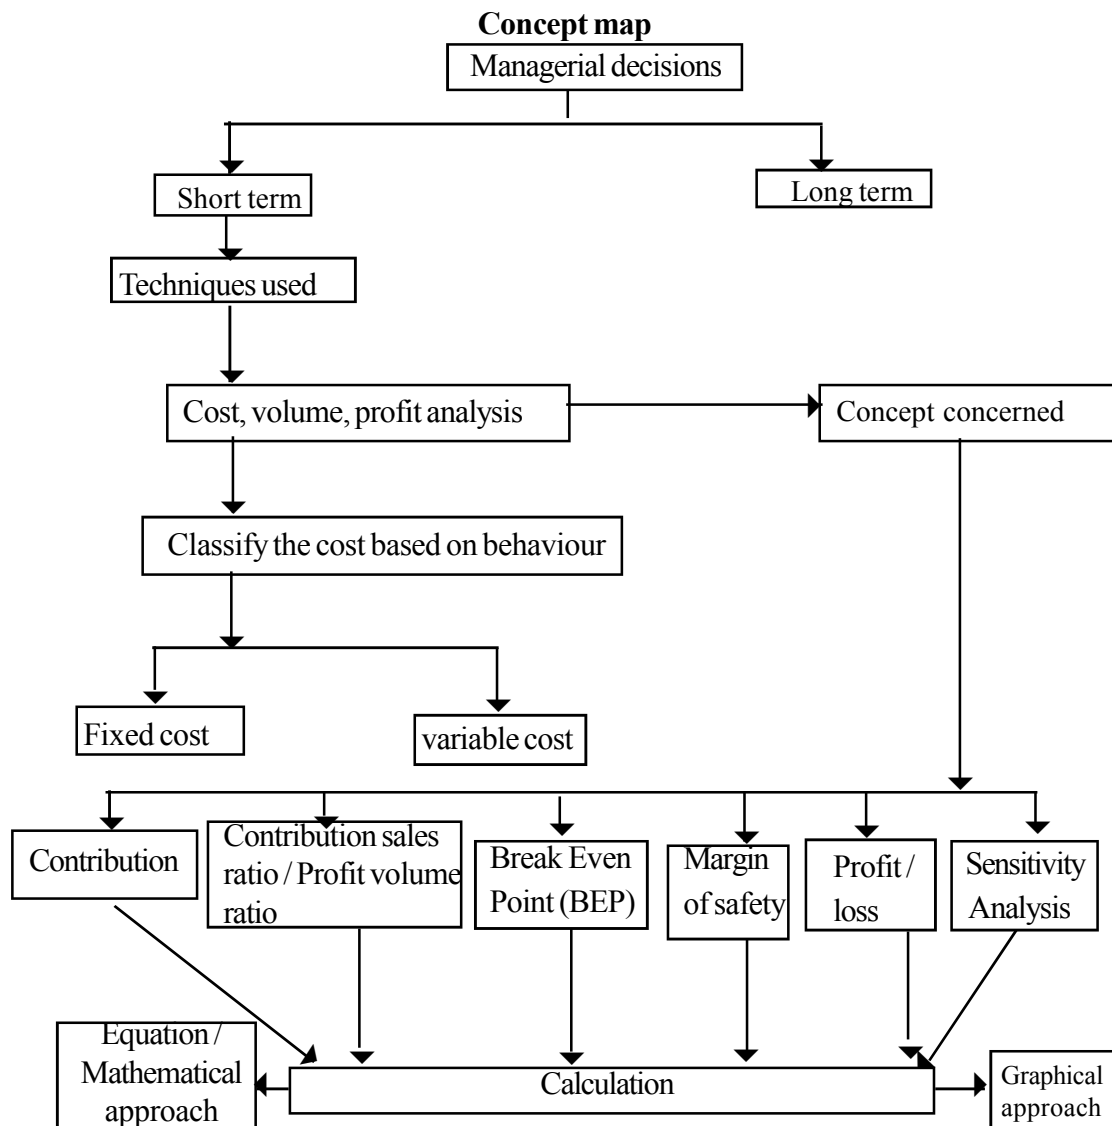 Concept map
Managerial decisions
Short term
Long term
Techniques used
Cost, volume, profit analysis
Concept concerned
Classify the cost based on behaviour
Fixed cost
variable cost
Contribution
Contribution sales
ratio / Profit volume
ratio
Break Even
Point (BEP)
Margin
of safety
Profit /
loss
Sensitivity
Analysis
Equation /
Mathematical
approach
Calculation
Graphical
approach